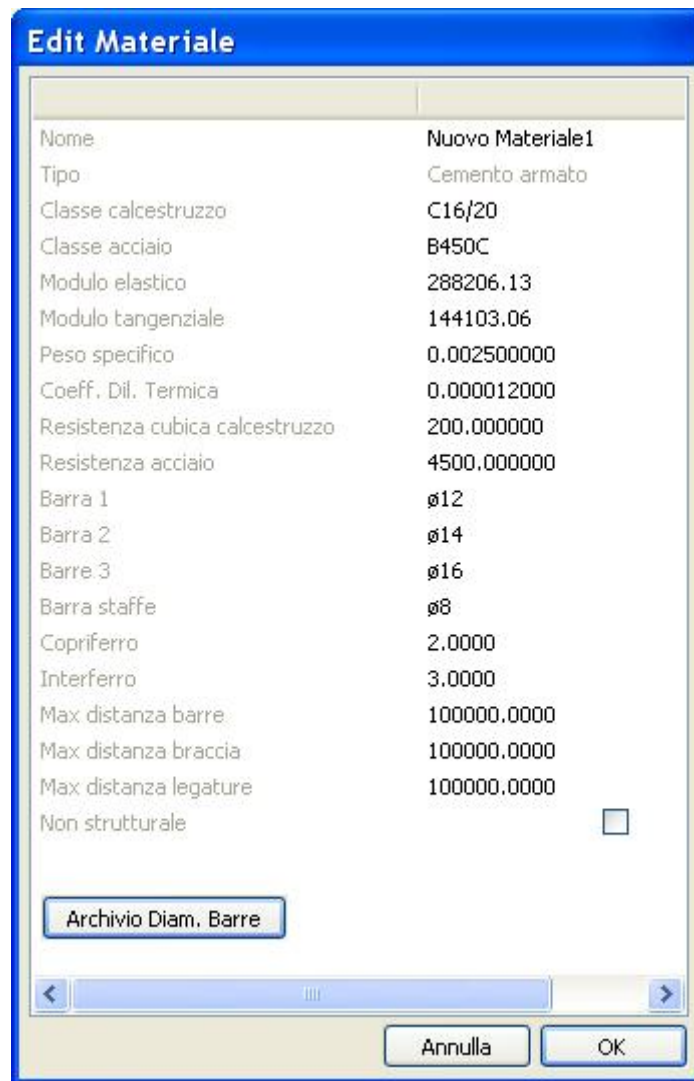 Edit Materiale
Nome Nuovo Materiale1
Tipo Cemento armato
Classe calcestruzzo C16/20
Classe acciaio B450C
Modulo elastico 288206.13
Modulo tangenziale 144103.06
Peso specifico 0.002500000
Coeff. Dil. Termica 0.000012000
Resistenza cubica calcestruzzo 200.000000
Resistenza acciaio 4500.000000
Barra 1 ø12
Barra 2 ø14
Barre 3 ø16
Barra staffe ø8
Copriferro 2.0000
Interferro 3.0000
Max distanza barre 100000.0000
Max distanza braccia 100000.0000
Max distanza legature 100000.0000
Non strutturale
Archivio Diam. Barre
Annulla OK